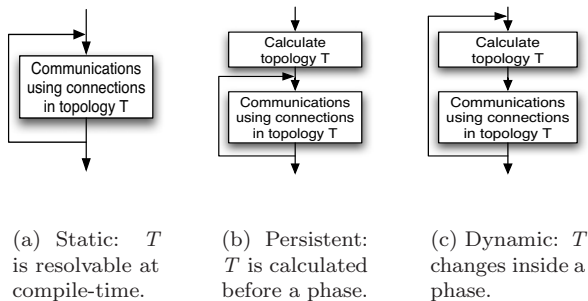 Communications
using connections
in topology T
Calculate
topology T
Communications
using connections
in topology T
Calculate
topology T
Communications
using connections
in topology T
(a) Static: T
is resolvable at
compile-time.
(b) Persistent:
T is calculated
before a phase.
(c) Dynamic: T
changes inside a
phase.